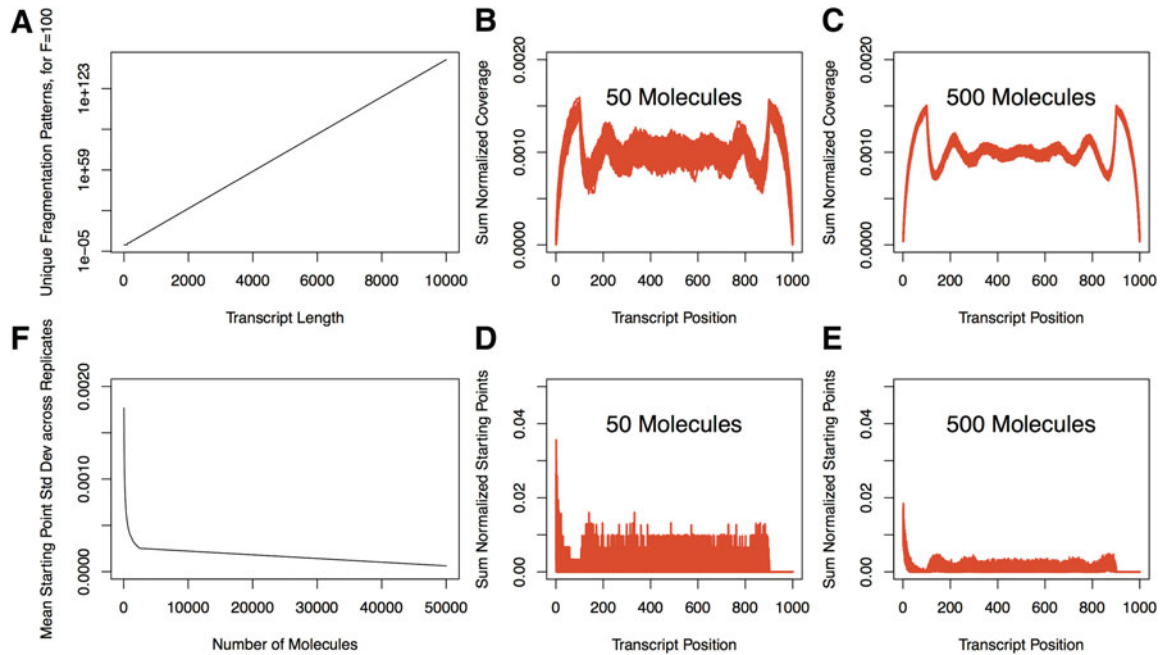 A
Unique Fragmentation Patterns, for F=100
1e-05 1e+59 1e+123
0 2000 4000 6000 8000 10000
Transcript Length
B
Sum Normalized Coverage
0.0000 0.0010 0.0020
50 Molecules
0 200 400 600 800 1000
Transcript Position
C
Sum Normalized Coverage
0.0000 0.0010 0.0020
500 Molecules
0 200 400 600 800 1000
Transcript Position
F
Mean Starting Point Std Dev across Replicates
0.0000 0.0010 0.0020
0 10000 20000 30000 40000 50000
Number of Molecules
D
Sum Normalized Starting Points
0.00 0.02 0.04
50 Molecules
0 200 400 600 800 1000
Transcript Position
E
Sum Normalized Starting Points
0.00 0.02 0.04
500 Molecules
0 200 400 600 800 1000
Transcript Position